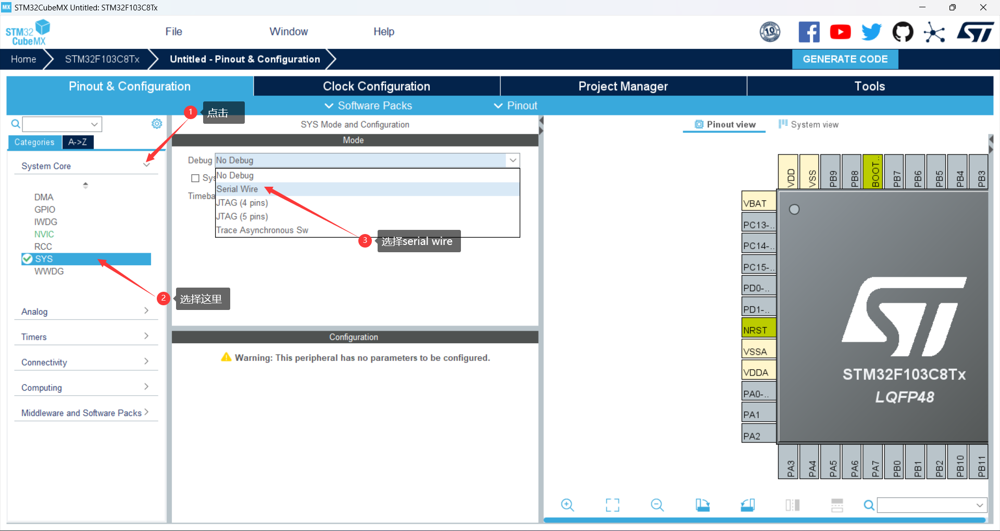 MX STM32CubeMX Untitled: STM32F103C8Tx
STM32 CubeMX
File
Window
Help
10
Home
STM32F103C8Tx
Untitled - Pinout & Configuration
GENERATE CODE
Pinout & Configuration
Clock Configuration
Project Manager
Tools
Software Packs
Pinout
1 点击
Categories
A->Z
System Core
DMA
GPIO
IWDG
NVIC
RCC
SYS
WWDG
2 选择这里
Analog
Timers
Connectivity
Computing
Middleware and Software Packs
SYS Mode and Configuration
Mode
Debug No Debug
No Debug
Serial Wire
JTAG (4 pins)
JTAG (5 pins)
Trace Asynchronous Sw
Sys
Timeba
3 选择serial wire
Configuration
Warning: This peripheral has no parameters to be configured.
Pinout view
System view
VDD
VSS
PB9
PB8
BOOT..
PB7
PB6
PB5
PB4
PB3
VBAT
PC13-..
PC14-..
PC15-..
PD0-..
PD1-..
NRST
VSSA
VDDA
PA0-..
PA1
PA2
ST
STM32F103C8Tx
LQFP48
PA3
PA4
PA5
PA6
PA7
PB0
PB1
PB2
PB10
PB11